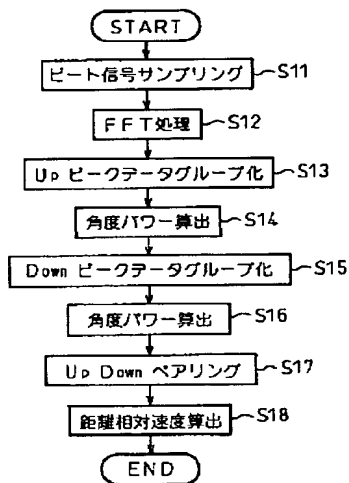 START
ビート信号サンプリング S11
FFT処理 S12
Up ピークデータグループ化 S13
角度パワー算出 S14
Down ピークデータグループ化 S15
角度パワー算出 S16
Up Down ペアリング S17
距離相対速度算出 S18
END